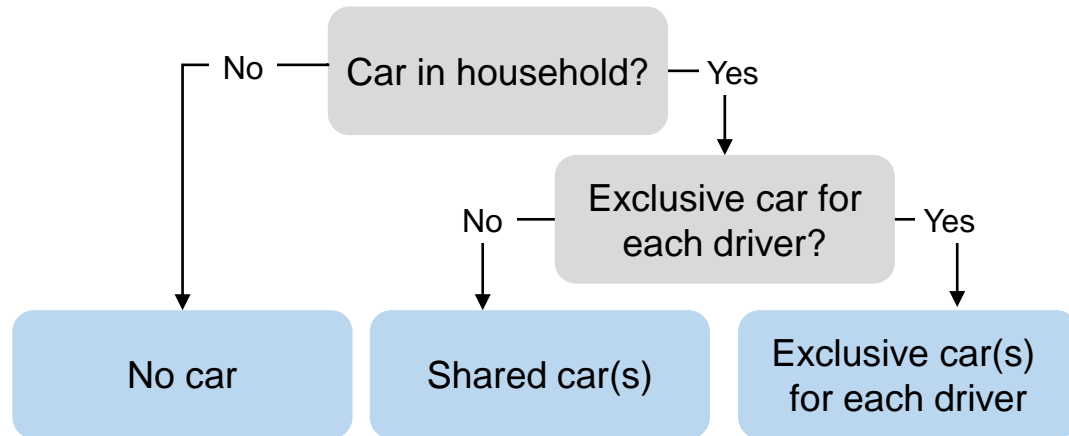 Car in household?
No
Yes
Exclusive car for
each driver?
No
Yes
No car
Shared car(s)
Exclusive car(s)
for each driver